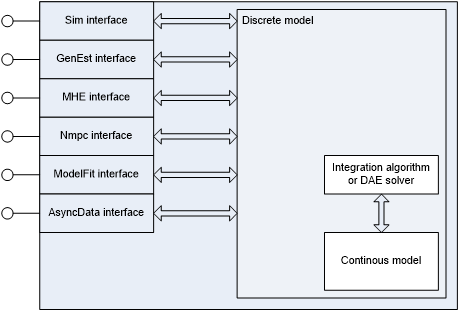 Sim interface
Discrete model
GenEst interface
MHE interface
Nmpc interface
ModelFit interface
Integration algorithm
or DAE solver
AsyncData interface
Continous model